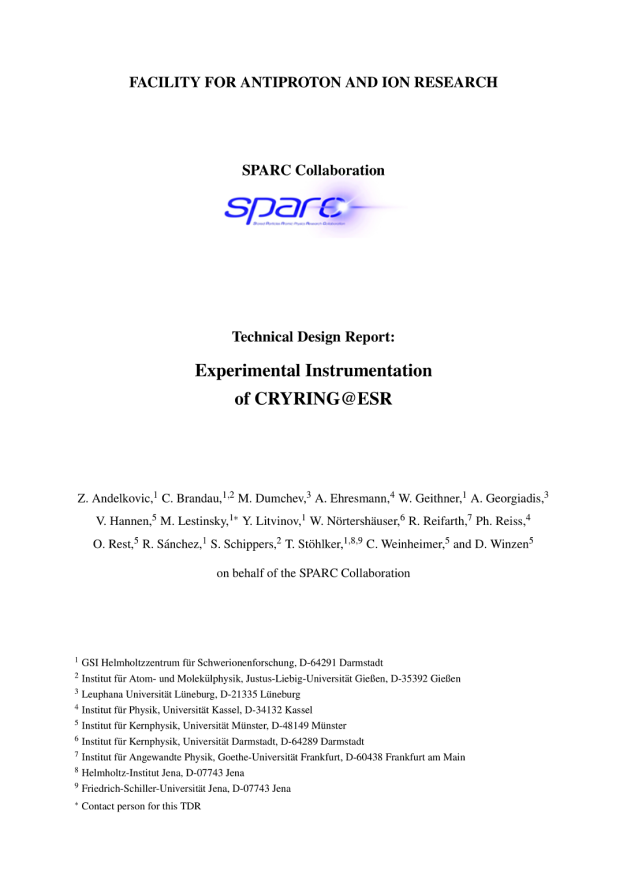 FACILITY FOR ANTIPROTON AND ION RESEARCH
SPARC Collaboration
sparc
Technical Design Report:
Experimental Instrumentation
of CRYRING@ESR
Z. Andelkovic,1 C. Brandau,1,2 M. Dumchev,3 A. Ehresmann,4 W. Geithner,1 A. Georgiadis,3
V. Hannen,5 M. Lestinsky,1* Y. Litvinov,1 W. Nörtershäuser,6 R. Reifarth,7 Ph. Reiss,4
O. Rest,5 R. Sánchez,1 S. Schippers,2 T. Stöhlker,1,8,9 C. Weinheimer,5 and D. Winzen5
on behalf of the SPARC Collaboration
1 GSI Helmholtzzentrum für Schwerionenforschung, D-64291 Darmstadt
2 Institut für Atom- und Molekülphysik, Justus-Liebig-Universität Gießen, D-35392 Gießen
3 Leuphana Universität Lüneburg, D-21335 Lüneburg
4 Institut für Physik, Universität Kassel, D-34132 Kassel
5 Institut für Kernphysik, Universität Münster, D-48149 Münster
6 Institut für Kernphysik, Universität Darmstadt, D-64289 Darmstadt
7 Institut für Angewandte Physik, Goethe-Universität Frankfurt, D-60438 Frankfurt am Main
8 Helmholtz-Institut Jena, D-07743 Jena
9 Friedrich-Schiller-Universität Jena, D-07743 Jena
* Contact person for this TDR